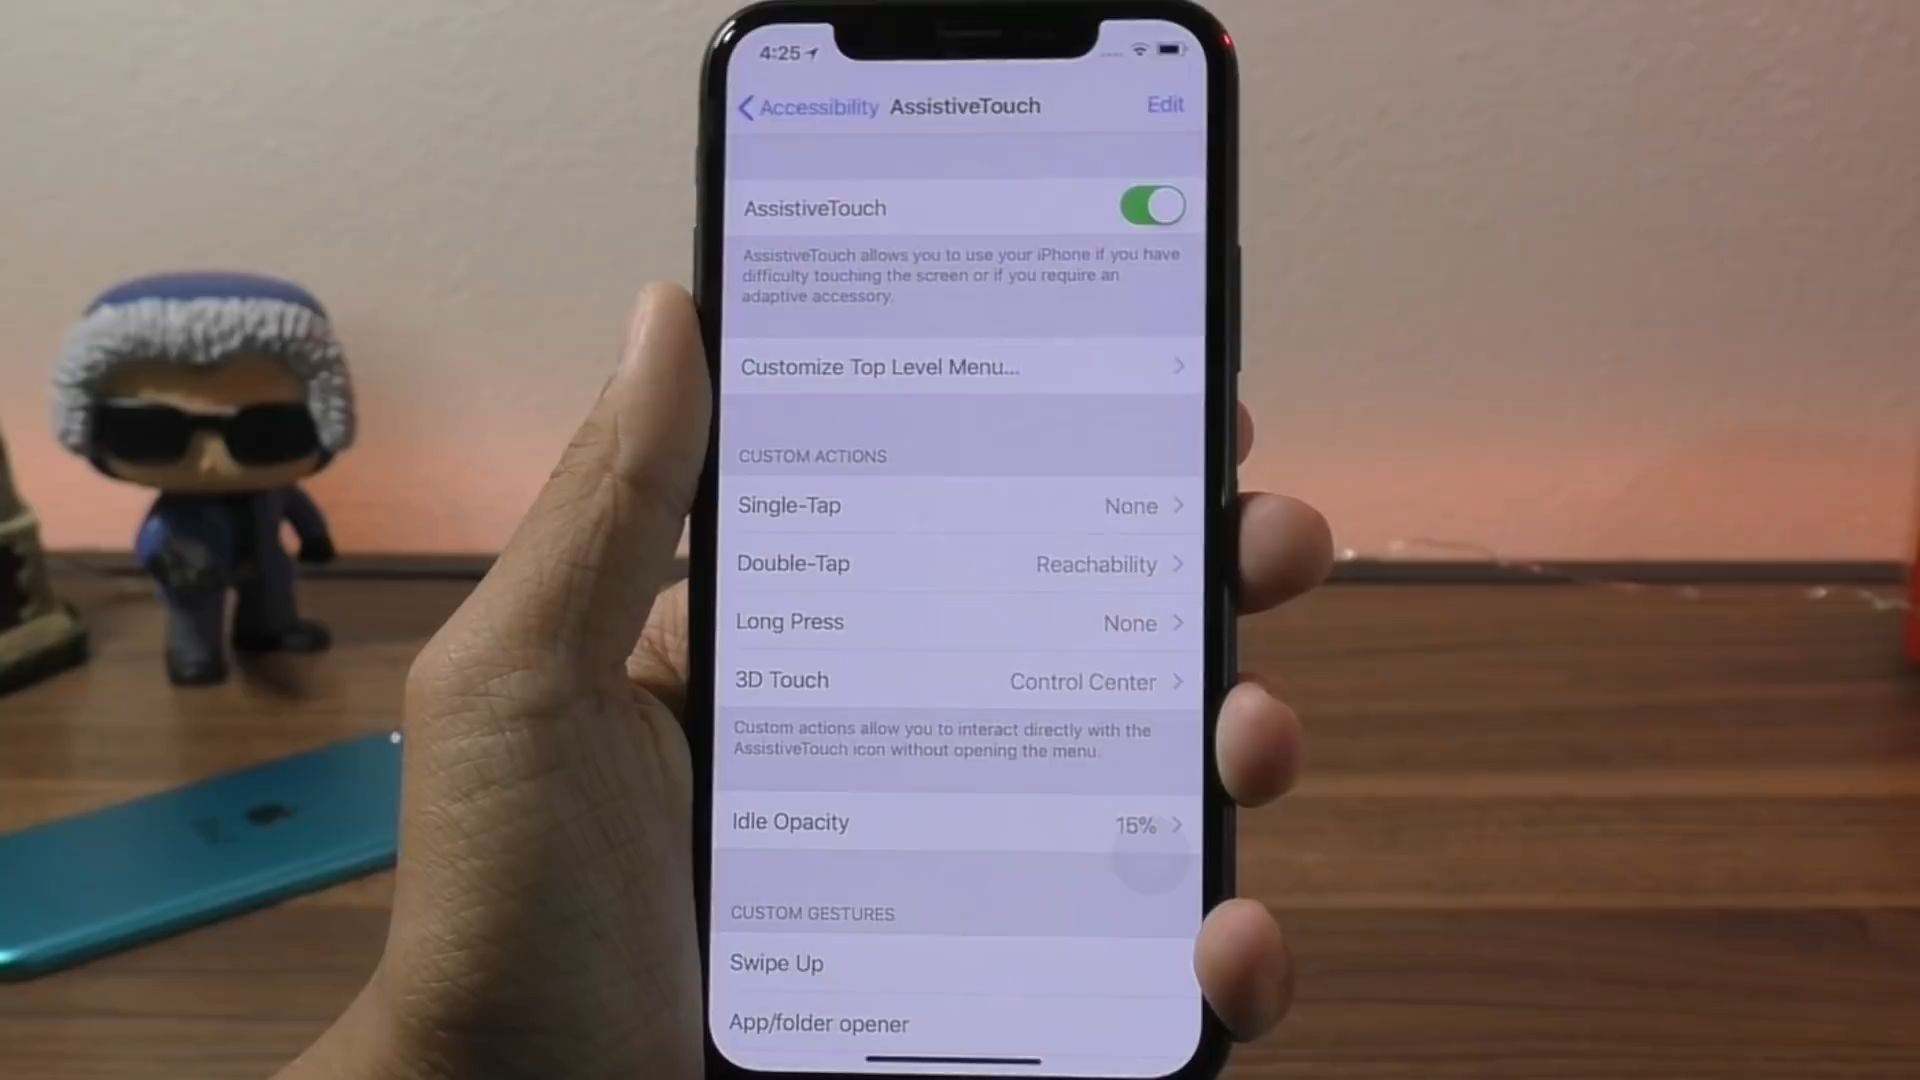 4:25
Accessibility AssistiveTouch Edit
AssistiveTouch
AssistiveTouch allows you to use your iPhone if you have
difficulty touching the screen or if you require an
adaptive accessory.
Customize Top Level Menu...
CUSTOM ACTIONS
Single-Tap None
Double-Tap Reachability
Long Press None
3D Touch Control Center
Custom actions allow you to interact directly with the
AssistiveTouch icon without opening the menu.
Idle Opacity 15%
CUSTOM GESTURES
Swipe Up
App/folder opener